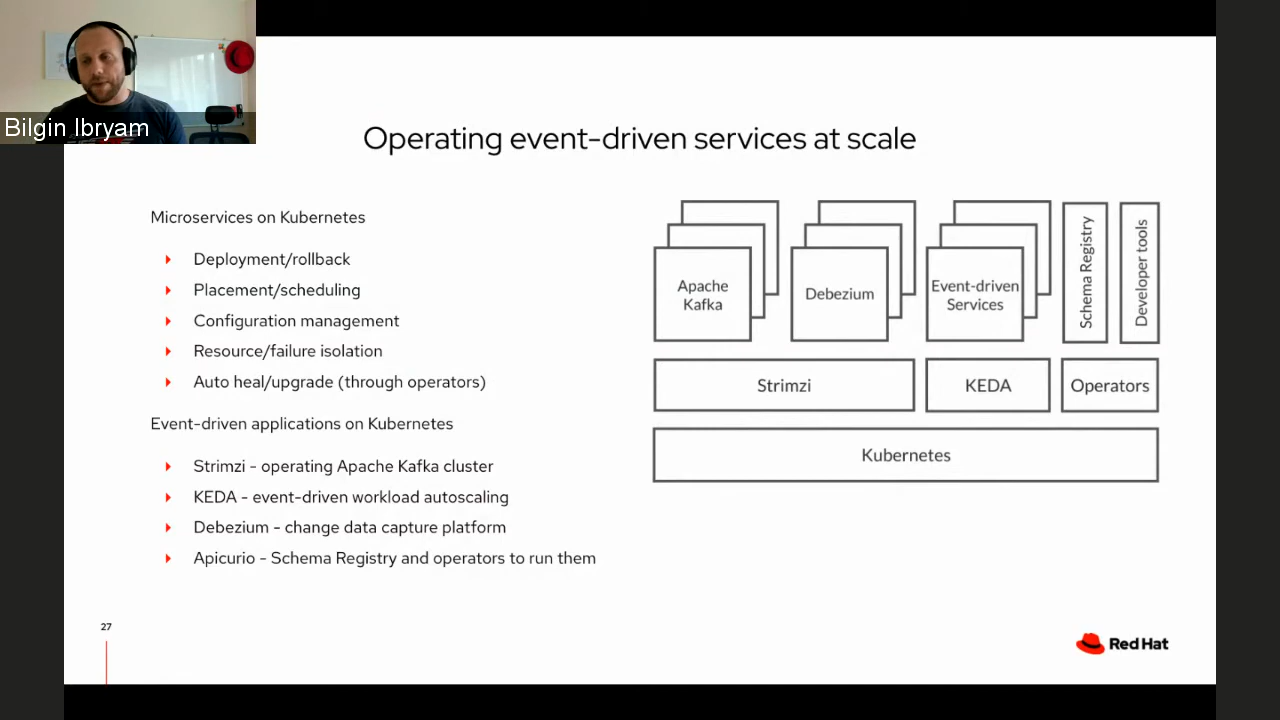 Bilgin Ibryam
Operating event-driven services at scale
Microservices on Kubernetes
Deployment/rollback
Placement/scheduling
Configuration management
Resource/failure isolation
Auto heal/upgrade (through operators)
Event-driven applications on Kubernetes
Strimzi - operating Apache Kafka cluster
KEDA - event-driven workload autoscaling
Debezium - change data capture platform
Apicurio - Schema Registry and operators to run them
Apache
Kafka
Debezium
Event-driven
Services
Schema Registry
Developer tools
Strimzi
KEDA
Operators
Kubernetes
27
Red Hat